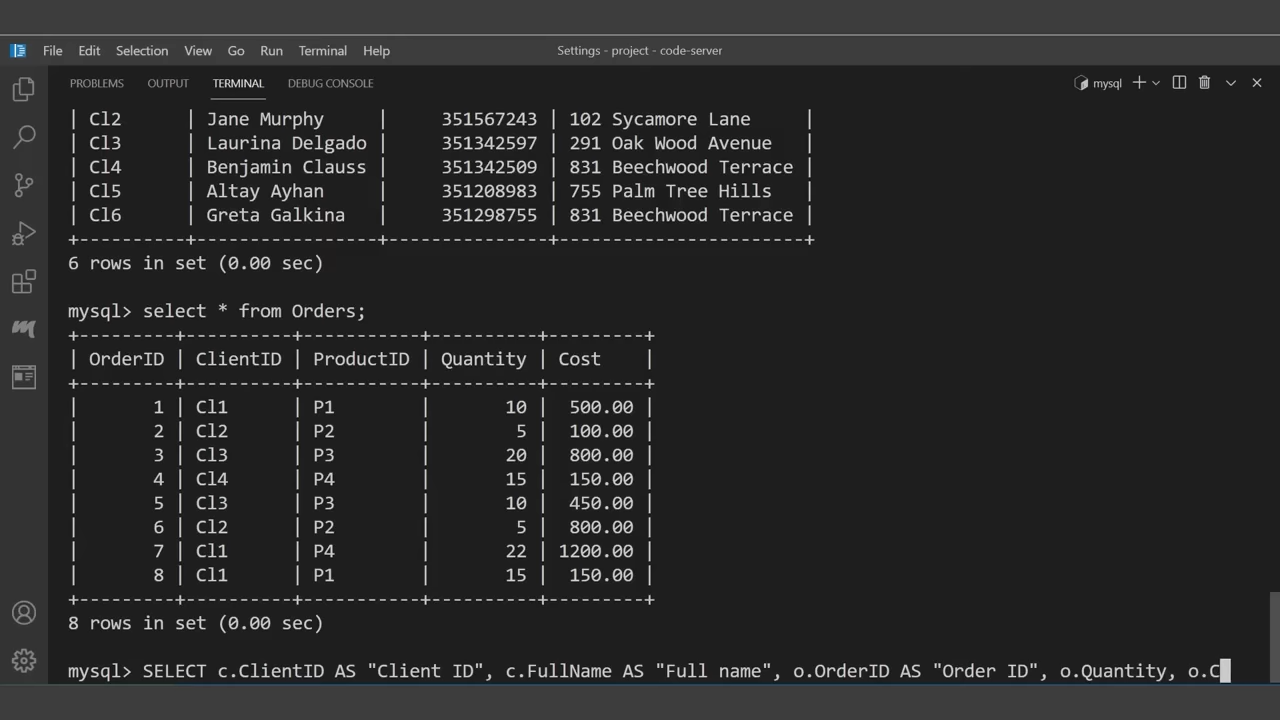 File Edit Selection View Go Run Terminal Help Settings - project - code-server
PROBLEMS OUTPUT TERMINAL DEBUG CONSOLE mysql
| Cl2 | Jane Murphy | 351567243 | 102 Sycamore Lane |
| Cl3 | Laurina Delgado | 351342597 | 291 Oak Wood Avenue |
| Cl4 | Benjamin Clauss | 351342509 | 831 Beechwood Terrace |
| Cl5 | Altay Ayhan | 351208983 | 755 Palm Tree Hills |
| Cl6 | Greta Galkina | 351298755 | 831 Beechwood Terrace |
+----------+-----------------+---------------+-----------------------+
6 rows in set (0.00 sec)
mysql> select * from Orders;
+---------+----------+-----------+----------+---------+
| OrderID | ClientID | ProductID | Quantity | Cost |
+---------+----------+-----------+----------+---------+
| 1 | Cl1 | P1 | 10 | 500.00 |
| 2 | Cl2 | P2 | 5 | 100.00 |
| 3 | Cl3 | P3 | 20 | 800.00 |
| 4 | Cl4 | P4 | 15 | 150.00 |
| 5 | Cl3 | P3 | 10 | 450.00 |
| 6 | Cl2 | P2 | 5 | 800.00 |
| 7 | Cl1 | P4 | 22 | 1200.00 |
| 8 | Cl1 | P1 | 15 | 150.00 |
+---------+----------+-----------+----------+---------+
8 rows in set (0.00 sec)
mysql> SELECT c.ClientID AS "Client ID", c.FullName AS "Full name", o.OrderID AS "Order ID", o.Quantity, o.C